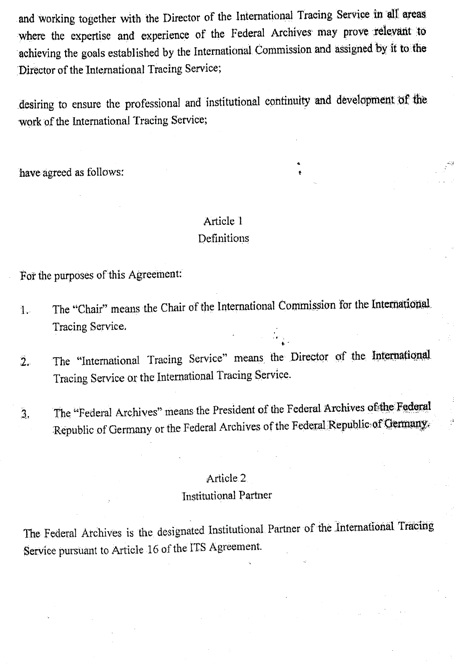 and working together with the Director of the International Tracing Service in all areas
where the expertise and experience of the Federal Archives may prove relevant to
achieving the goals established by the International Commission and assigned by it to the
Director of the International Tracing Service;
desiring to ensure the professional and institutional continuity and development of the
work of the International Tracing Service;
have agreed as follows:
Article 1
Definitions
For the purposes of this Agreement:
1. The “Chair” means the Chair of the International Commission for the International
Tracing Service.
2. The “International Tracing Service” means the Director of the International
Tracing Service or the International Tracing Service.
3. The “Federal Archives” means the President of the Federal Archives of the Federal
Republic of Germany or the Federal Archives of the Federal Republic of Germany.
Article 2
Institutional Partner
The Federal Archives is the designated Institutional Partner of the International Tracing
Service pursuant to Article 16 of the ITS Agreement.